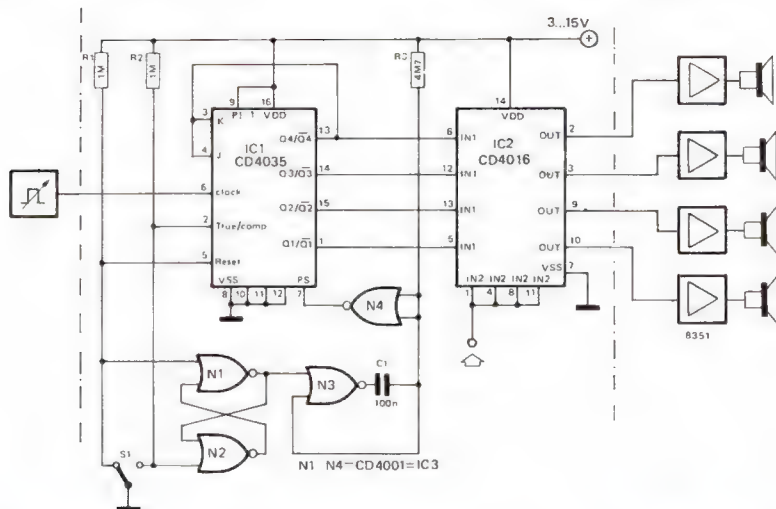 3...15V
R1
1M
R2
1M
R3
4M7
9
16
14
PI 1
VDD
VDD
3
K
IC1
CD4035
Q4/Q̅4̅
13
6
IN1
IC2
CD4016
OUT
2
4
J
Q3/Q̅3̅
14
12
IN1
OUT
3
6
clock
Q2/Q̅2̅
15
13
IN1
OUT
9
2
True/comp
Q1/Q̅1̅
1
5
IN1
OUT
10
5
Reset
VSS
PS
VSS
7
8
10
11
12
7
IN2
IN2
IN2
IN2
1
4
8
11
N4
8351
N1
N3
C1
100n
N2
S1
N1 N4=CD4001=IC3